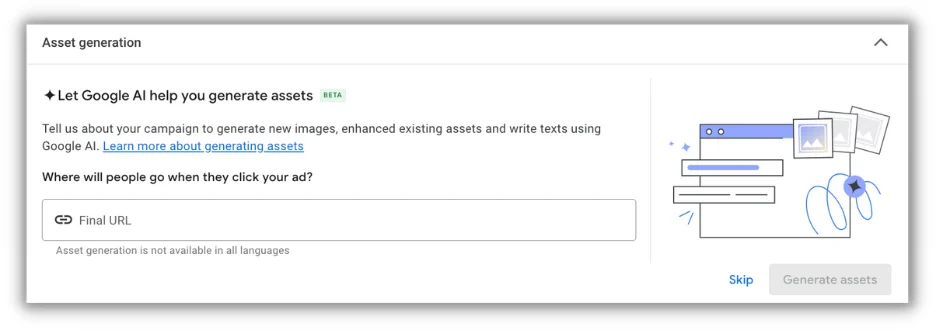 Asset generation
Let Google AI help you generate assets BETA
Tell us about your campaign to generate new images, enhanced existing assets and write texts using
Google AI. Learn more about generating assets
Where will people go when they click your ad?
Final URL
Asset generation is not available in all languages
Skip Generate assets